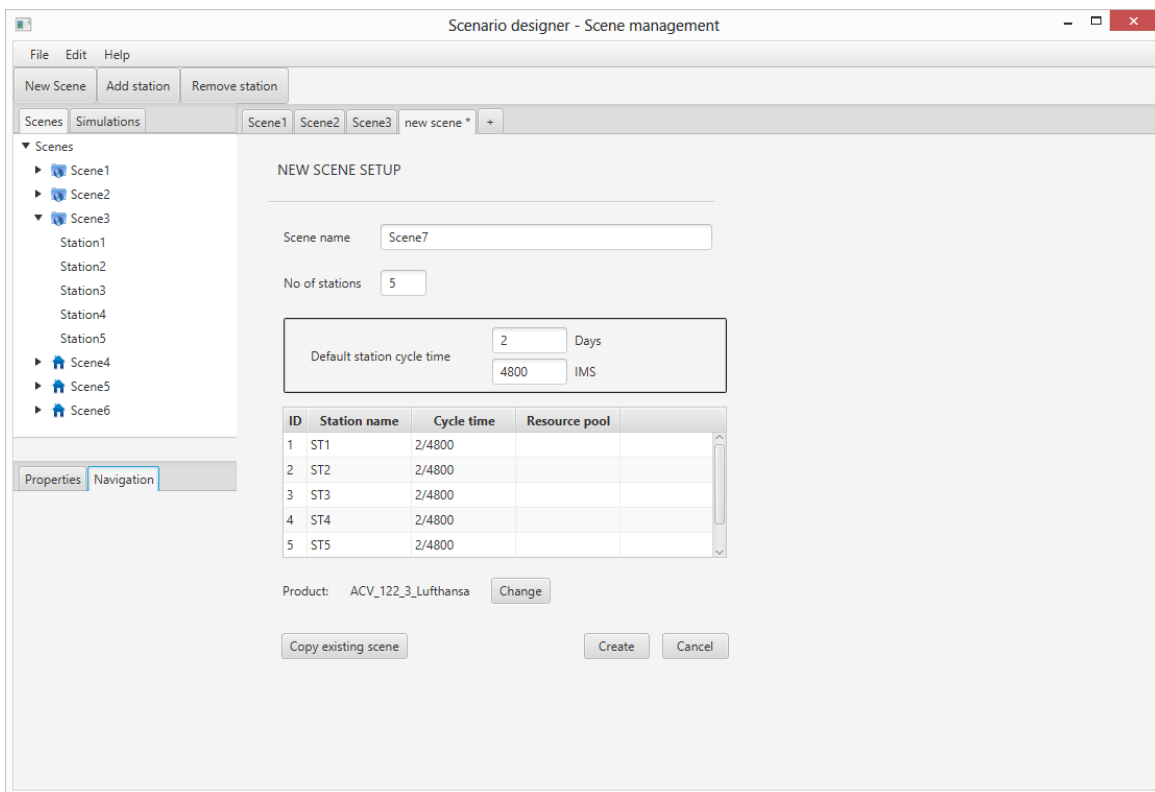 Scenario designer - Scene management
File Edit Help
New Scene Add station Remove station
Scenes Simulations
Scenes
Scene1
Scene2
Scene3
Station1
Station2
Station3
Station4
Station5
Scene4
Scene5
Scene6
Properties Navigation
Scene1 Scene2 Scene3 new scene * +
NEW SCENE SETUP
Scene name Scene7
No of stations 5
Default station cycle time
2 Days
4800 IMS
ID Station name Cycle time Resource pool
1 ST1 2/4800
2 ST2 2/4800
3 ST3 2/4800
4 ST4 2/4800
5 ST5 2/4800
Product: ACV_122_3_Lufthansa Change
Copy existing scene Create Cancel